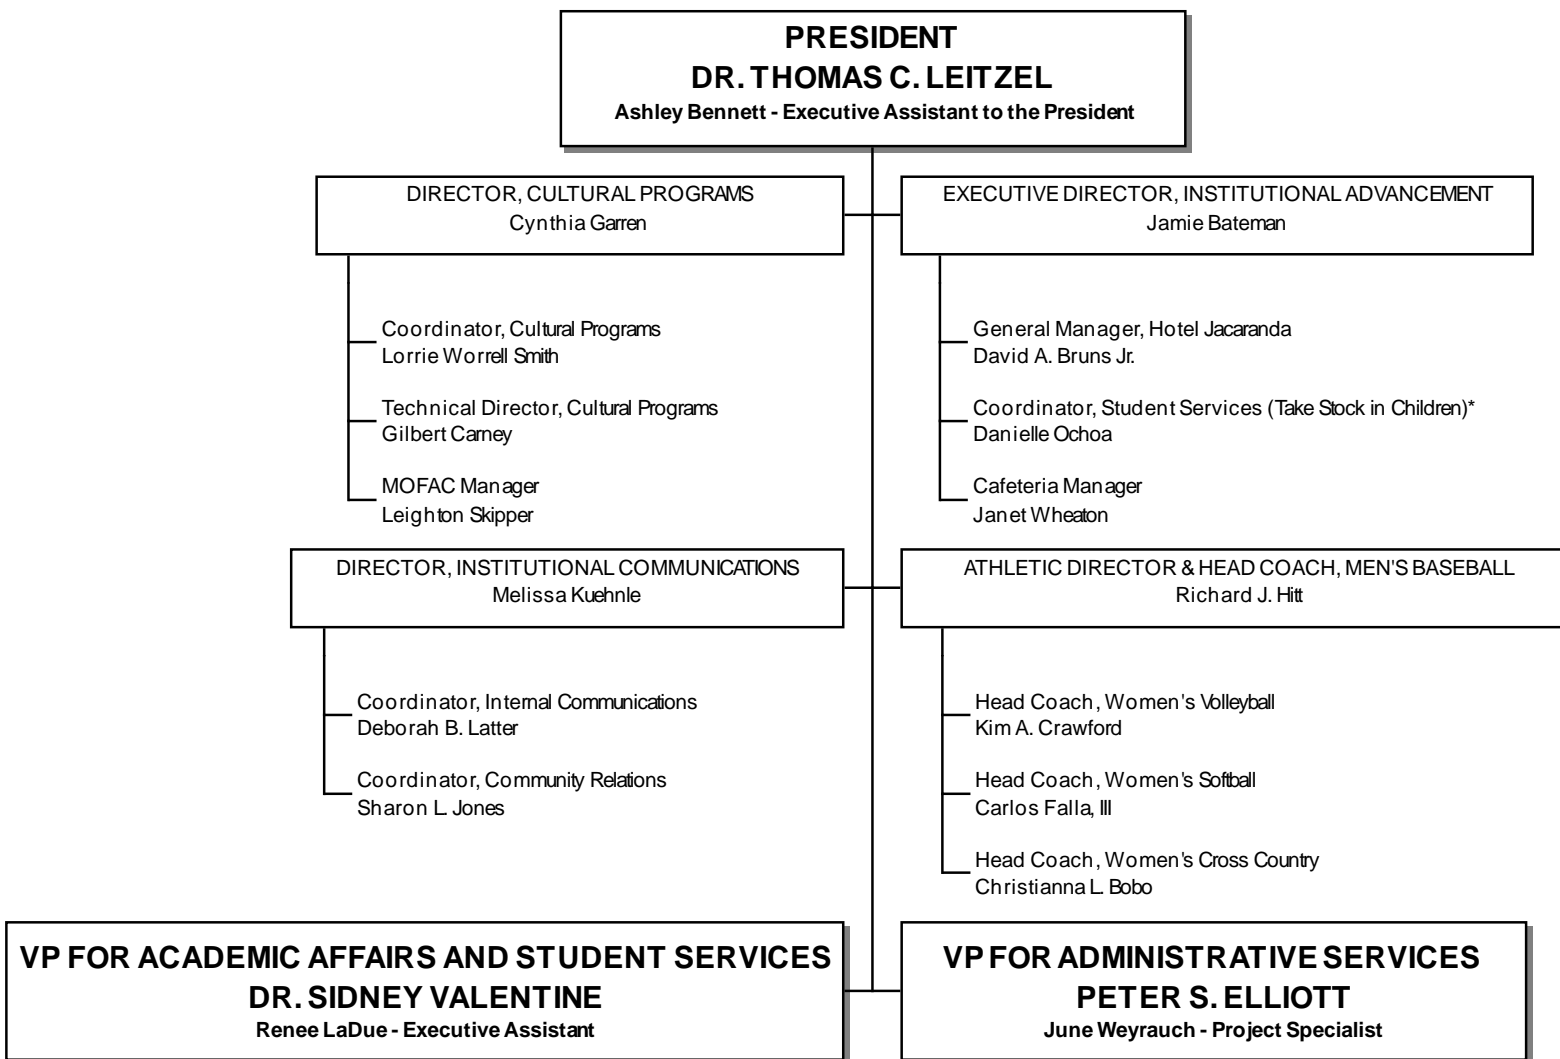 PRESIDENT
DR. THOMAS C. LEITZEL
Ashley Bennett - Executive Assistant to the President
DIRECTOR, CULTURAL PROGRAMS
Cynthia Garren
Coordinator, Cultural Programs
Lorrie Worrell Smith
Technical Director, Cultural Programs
Gilbert Carney
MOFAC Manager
Leighton Skipper
EXECUTIVE DIRECTOR, INSTITUTIONAL ADVANCEMENT
Jamie Bateman
General Manager, Hotel Jacaranda
David A. Bruns Jr.
Coordinator, Student Services (Take Stock in Children)*
Danielle Ochoa
Cafeteria Manager
Janet Wheaton
DIRECTOR, INSTITUTIONAL COMMUNICATIONS
Melissa Kuehnle
Coordinator, Internal Communications
Deborah B. Latter
Coordinator, Community Relations
Sharon L. Jones
ATHLETIC DIRECTOR & HEAD COACH, MEN'S BASEBALL
Richard J. Hitt
Head Coach, Women's Volleyball
Kim A. Crawford
Head Coach, Women's Softball
Carlos Falla, III
Head Coach, Women's Cross Country
Christianna L. Bobo
VP FOR ACADEMIC AFFAIRS AND STUDENT SERVICES
DR. SIDNEY VALENTINE
Renee LaDue - Executive Assistant
VP FOR ADMINISTRATIVE SERVICES
PETER S. ELLIOTT
June Weyrauch - Project Specialist